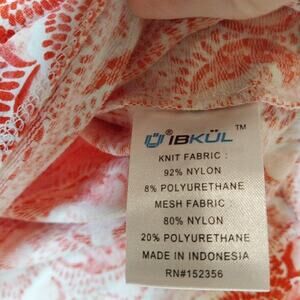 IBKÜL™
KNIT FABRIC :
92% NYLON
8% POLYURETHANE
MESH FABRIC :
80% NYLON
20% POLYURETHANE
MADE IN INDONESIA
RN#152356